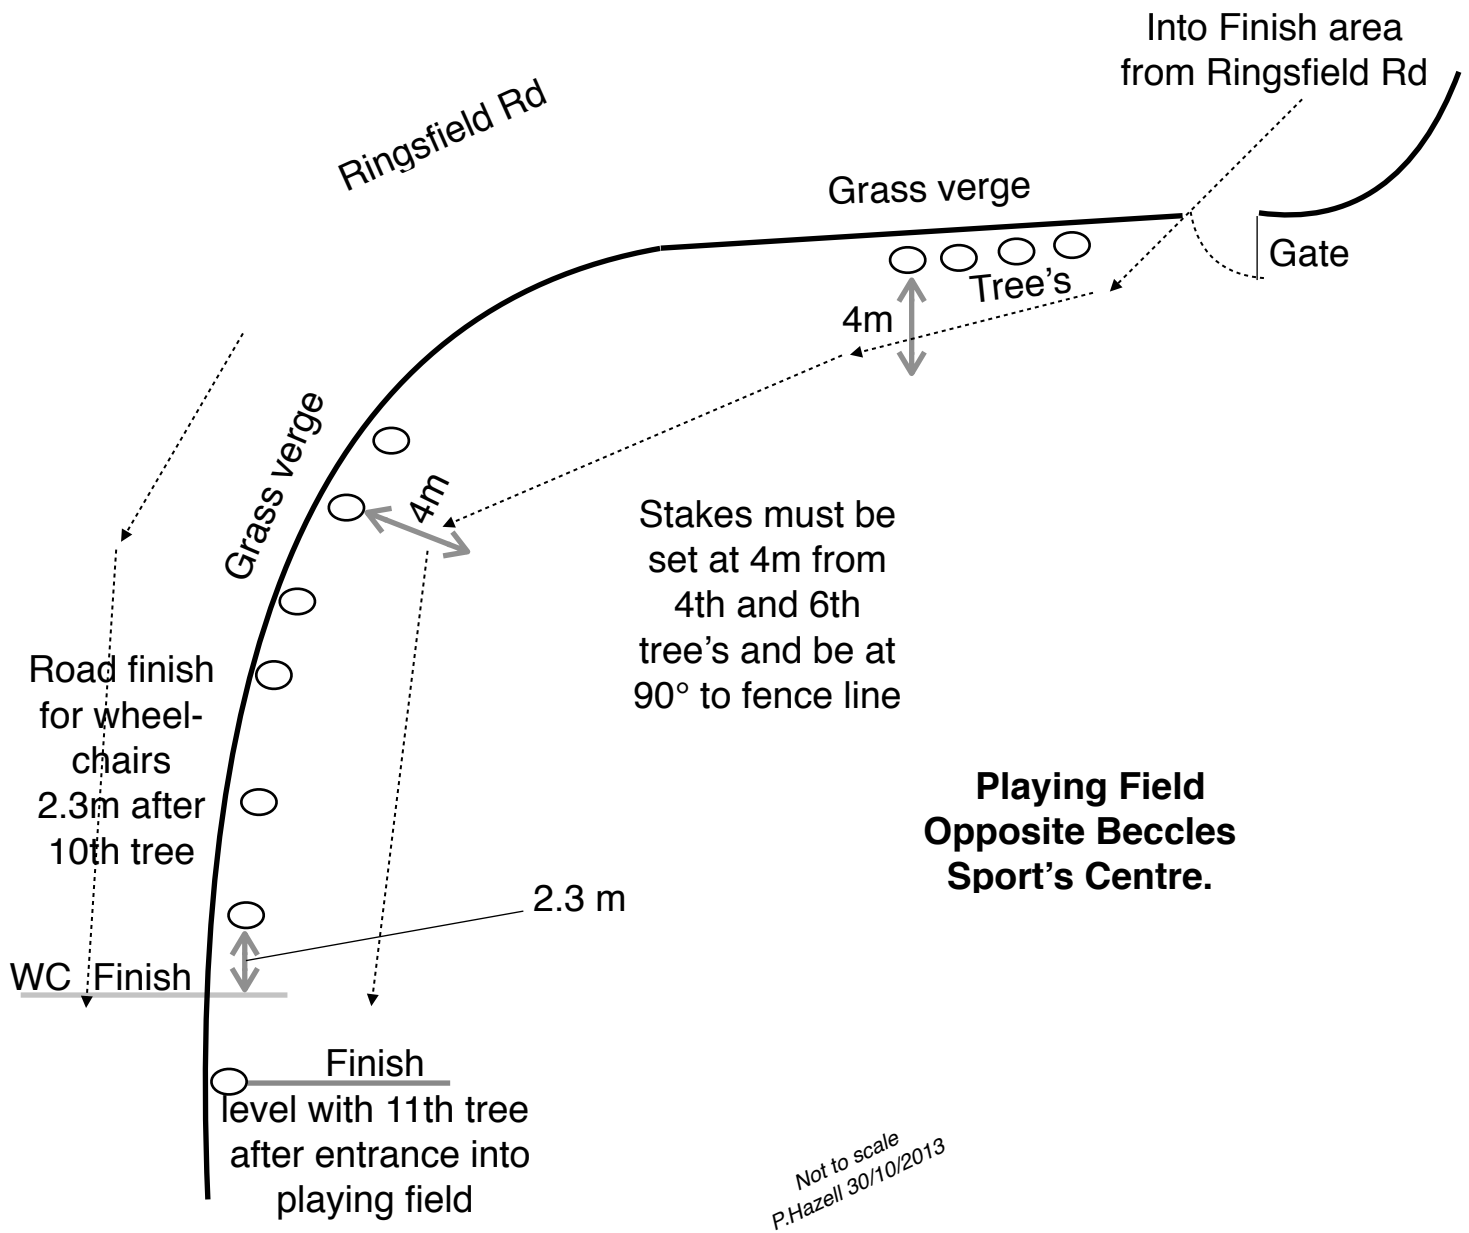 Into Finish area
from Ringsfield Rd
Ringsfield Rd
Grass verge
Gate
Tree's
4m
Grass verge
4m
Stakes must be
set at 4m from
4th and 6th
tree’s and be at
90° to fence line
Road finish
for wheel-
chairs
2.3m after
10th tree
Playing Field
Opposite Beccles
Sport’s Centre.
2.3 m
WC Finish
Finish
level with 11th tree
after entrance into
playing field
Not to scale
P.Hazell 30/10/2013